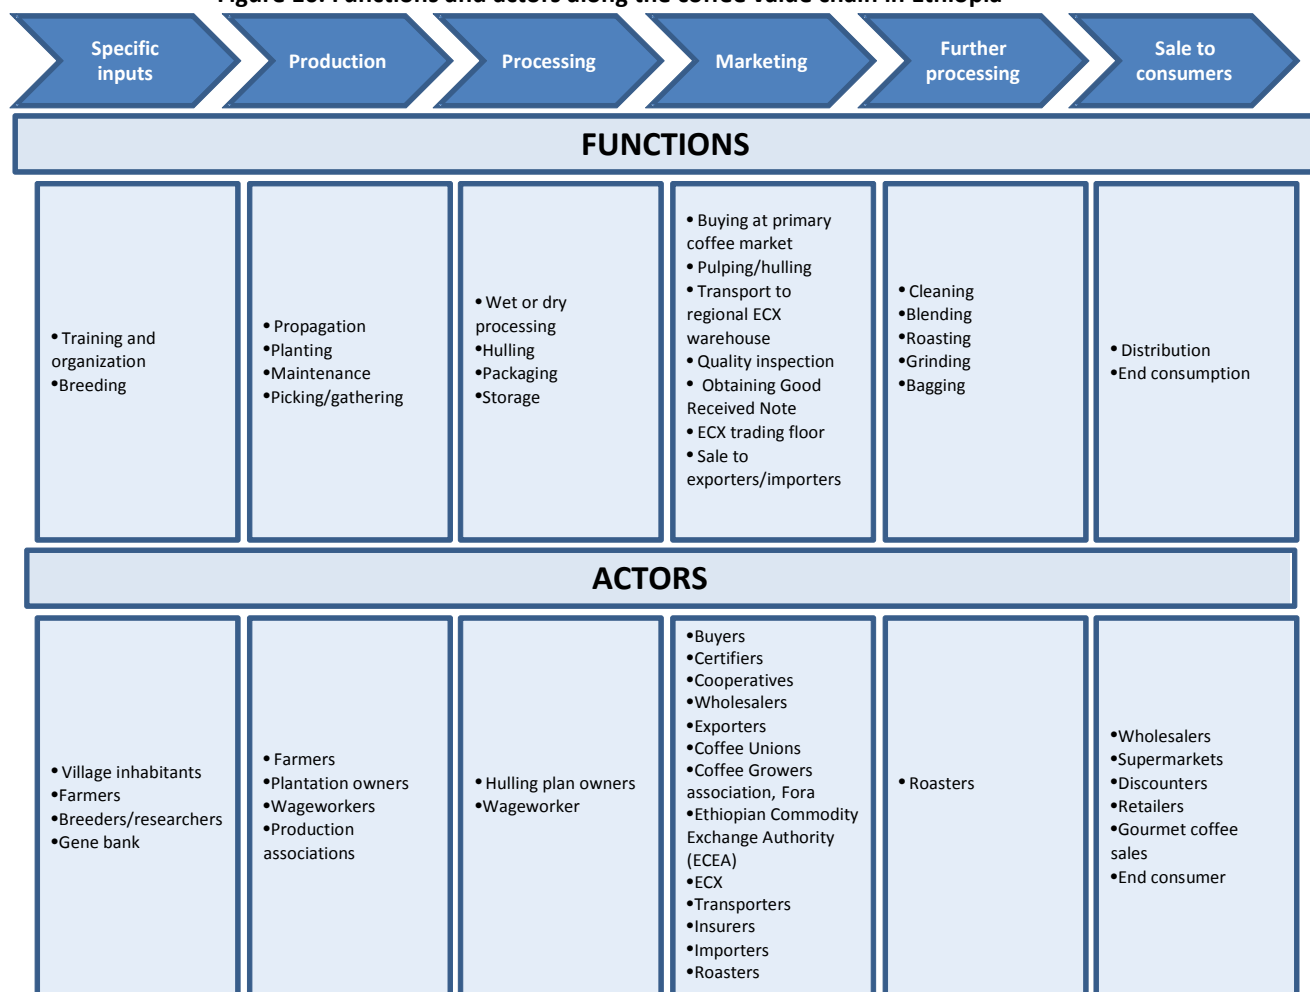 Specific
inputs
Production
Processing
Marketing
Further
processing
Sale to
consumers
FUNCTIONS
• Training and
organization
•Breeding
• Propagation
•Planting
•Maintenance
•Picking/gathering
• Wet or dry
processing
•Hulling
•Packaging
•Storage
• Buying at primary
coffee market
• Pulping/hulling
• Transport to
regional ECX
warehouse
• Quality inspection
• Obtaining Good
Received Note
• ECX trading floor
• Sale to
exporters/importers
• Cleaning
•Blending
•Roasting
•Grinding
•Bagging
• Distribution
•End consumption
ACTORS
• Village inhabitants
•Farmers
•Breeders/researchers
•Gene bank
• Farmers
•Plantation owners
•Wageworkers
•Production
associations
• Hulling plan owners
•Wageworker
•Buyers
•Certifiers
•Cooperatives
•Wholesalers
•Exporters
•Coffee Unions
•Coffee Growers
association, Fora
•Ethiopian Commodity
Exchange Authority
(ECEA)
•ECX
•Transporters
•Insurers
•Importers
•Roasters
• Roasters
•Wholesalers
•Supermarkets
•Discounters
•Retailers
•Gourmet coffee
sales
•End consumer